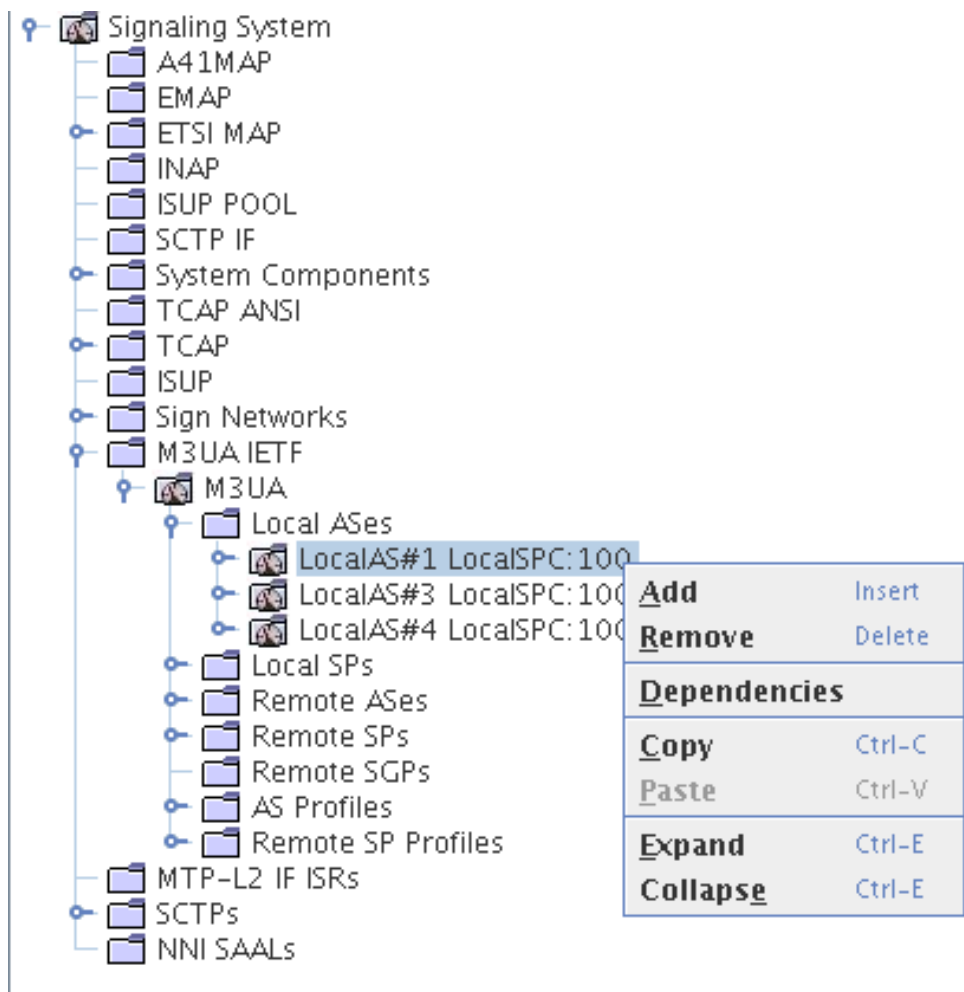 Signaling System
A41MAP
EMAP
ETSI MAP
INAP
ISUP POOL
SCTP IF
System Components
TCAP ANSI
TCAP
ISUP
Sign Networks
M3UA IETF
M3UA
Local ASes
LocalAS#1 LocalSPC:100
LocalAS#3 LocalSPC:100
LocalAS#4 LocalSPC:100
Local SPs
Remote ASes
Remote SPs
Remote SGPs
AS Profiles
Remote SP Profiles
MTP-L2 IF ISRs
SCTPs
NNI SAALs
Add Insert
Remove Delete
Dependencies
Copy Ctrl-C
Paste Ctrl-V
Expand Ctrl-E
Collapse Ctrl-E